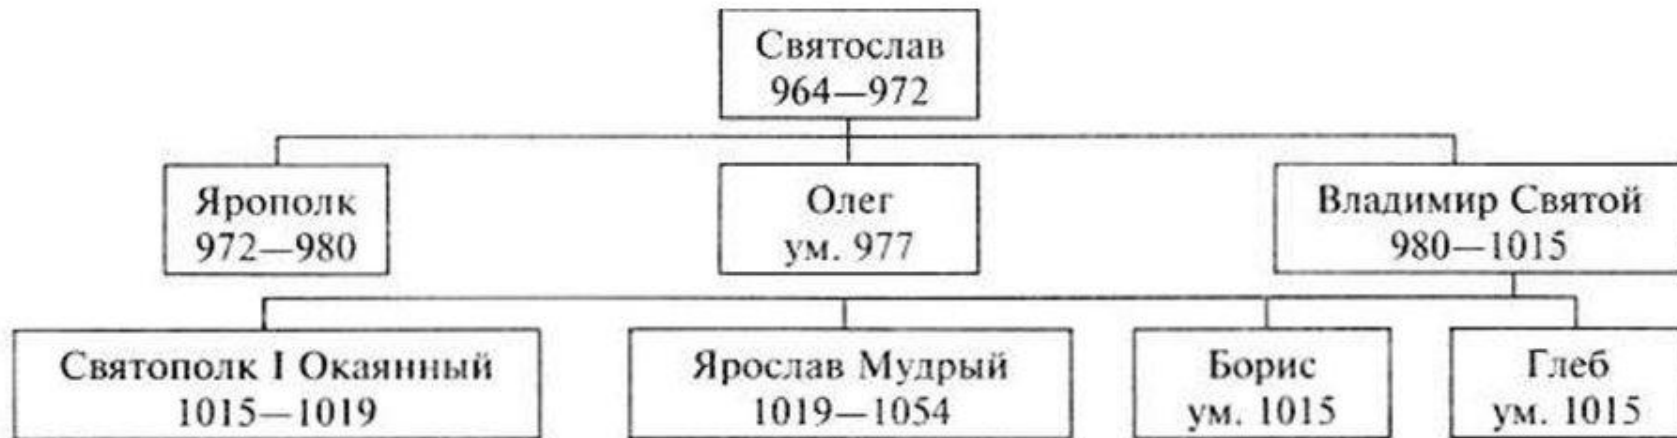 Святослав
964—972
Ярополк
972—980
Олег
ум. 977
Владимир Святой
980—1015
Святополк I Окаянный
1015—1019
Ярослав Мудрый
1019—1054
Борис
ум. 1015
Глеб
ум. 1015